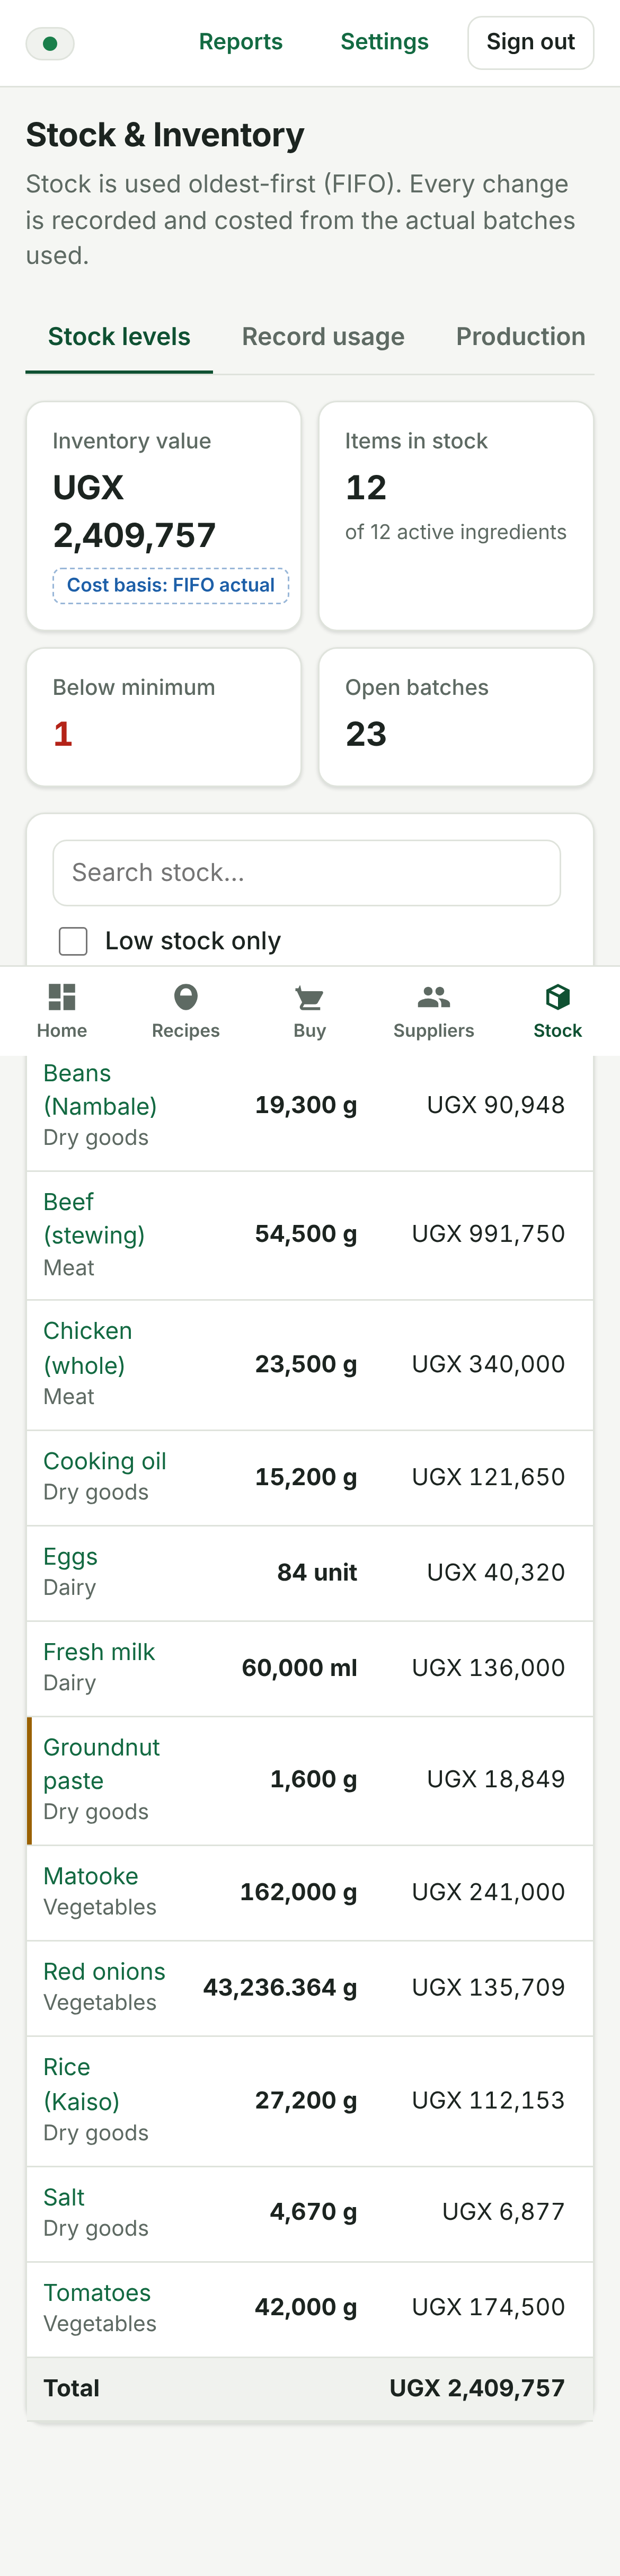 Reports
Settings
Sign out
Stock & Inventory
Stock is used oldest-first (FIFO). Every change
is recorded and costed from the actual batches
used.
Stock levels
Record usage
Production
Inventory value
UGX
2,409,757
Cost basis: FIFO actual
Items in stock
12
of 12 active ingredients
Below minimum
1
Open batches
23
Search stock...
Low stock only
Home
Recipes
Buy
Suppliers
Stock
Beans
(Nambale)
Dry goods
19,300 g
UGX 90,948
Beef
(stewing)
Meat
54,500 g
UGX 991,750
Chicken
(whole)
Meat
23,500 g
UGX 340,000
Cooking oil
Dry goods
15,200 g
UGX 121,650
Eggs
Dairy
84 unit
UGX 40,320
Fresh milk
Dairy
60,000 ml
UGX 136,000
Groundnut
paste
Dry goods
1,600 g
UGX 18,849
Matooke
Vegetables
162,000 g
UGX 241,000
Red onions
Vegetables
43,236.364 g
UGX 135,709
Rice
(Kaiso)
Dry goods
27,200 g
UGX 112,153
Salt
Dry goods
4,670 g
UGX 6,877
Tomatoes
Vegetables
42,000 g
UGX 174,500
Total
UGX 2,409,757